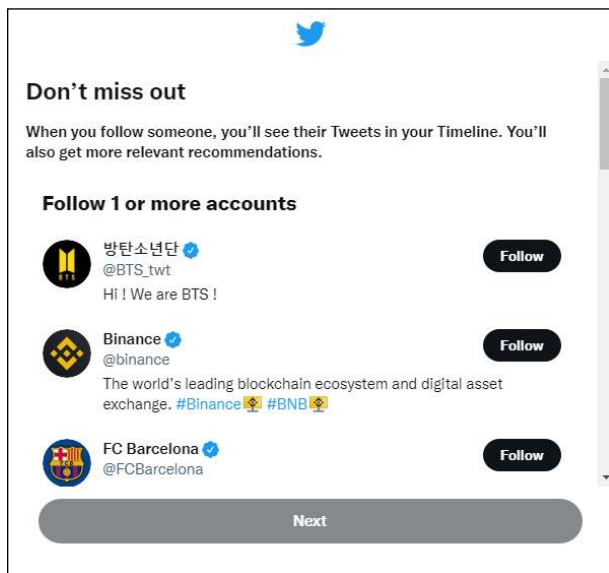 Don’t miss out
When you follow someone, you’ll see their Tweets in your Timeline. You’ll
also get more relevant recommendations.
Follow 1 or more accounts
방탄소년단
@BTS_twt
Follow
Hi ! We are BTS !
BTS
Binance
@binance
Follow
The world’s leading blockchain ecosystem and digital asset
exchange. #Binance #BNB
FC Barcelona
@FCBarcelona
Follow
FCB
Next